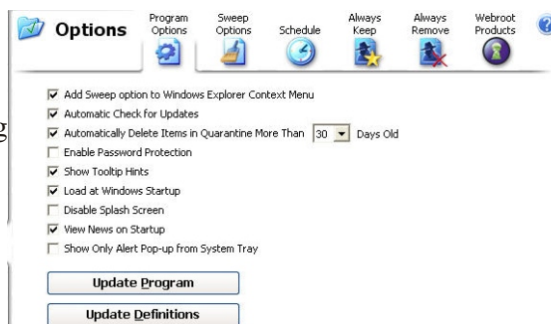 Options
Program Options
Sweep Options
Schedule
Always Keep
Always Remove
Webroot Products
?
g
Add Sweep option to Windows Explorer Context Menu
Automatic Check for Updates
Automatically Delete Items in Quarantine More Than 30 Days Old
Enable Password Protection
Show Tooltip Hints
Load at Windows Startup
Disable Splash Screen
View News on Startup
Show Only Alert Pop-up from System Tray
Update Program
Update Definitions